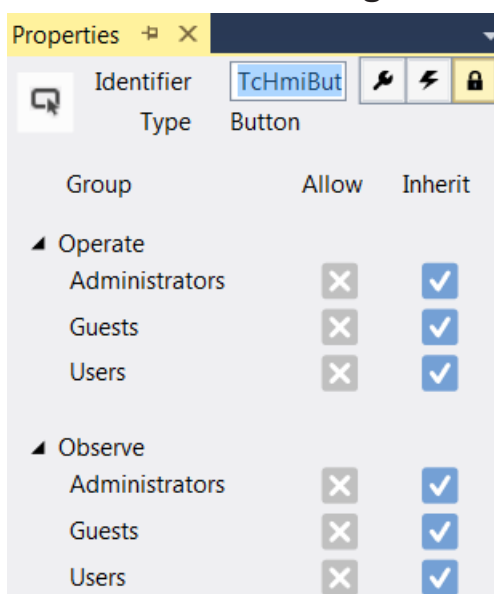 Properties
Identifier TcHmiBut
Type Button
Group Allow Inherit
Operate
Administrators
Guests
Users
Observe
Administrators
Guests
Users